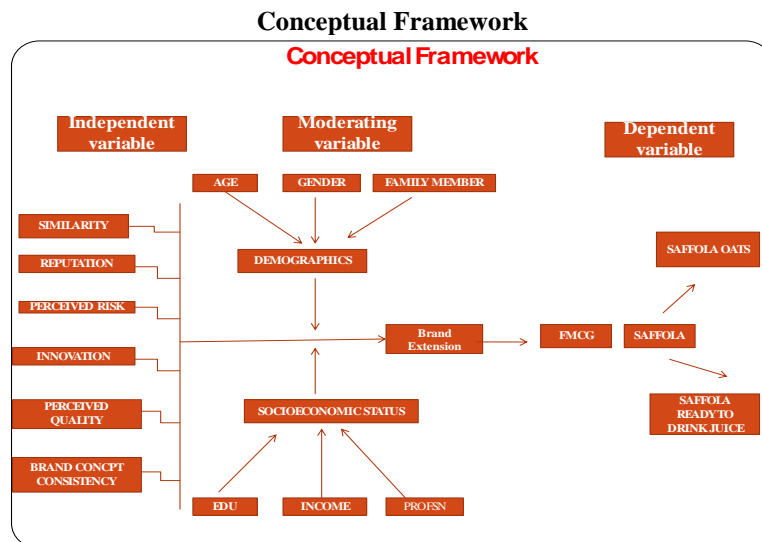 Conceptual Framework
Conceptual Framework
Independent
variable
Moderating
variable
Dependent
variable
AGE
GENDER
FAMILY MEMBER
SIMILARITY
REPUTATION
PERCEIVED RISK
INNOVATION
PERCEIVED
QUALITY
BRAND CONCPT
CONSISTENCY
DEMOGRAPHICS
Brand
Extension
FMCG
SAFFOLA
SAFFOLA OATS
SAFFOLA
READY TO
DRINK JUICE
SOCIOECONOMIC STATUS
EDU
INCOME
PROFSN